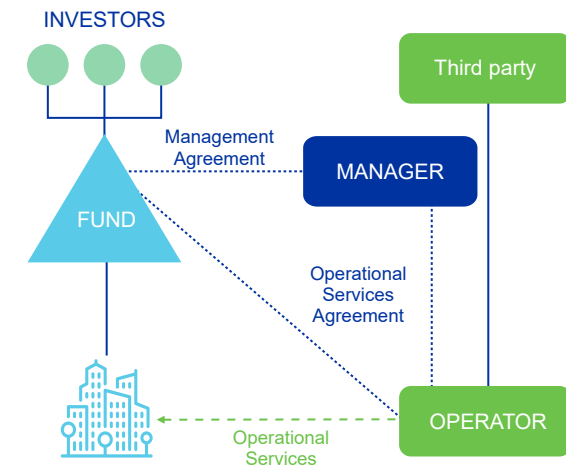 INVESTORS
Third party
Management
Agreement
MANAGER
FUND
Operational
Services
Agreement
OPERATOR
Operational
Services